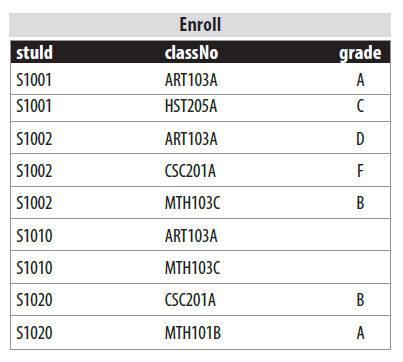 Enroll
stuId classNo grade
S1001 ART103A A
S1001 HST205A C
S1002 ART103A D
S1002 CSC201A F
S1002 MTH103C B
S1010 ART103A
S1010 MTH103C
S1020 CSC201A B
S1020 MTH101B A